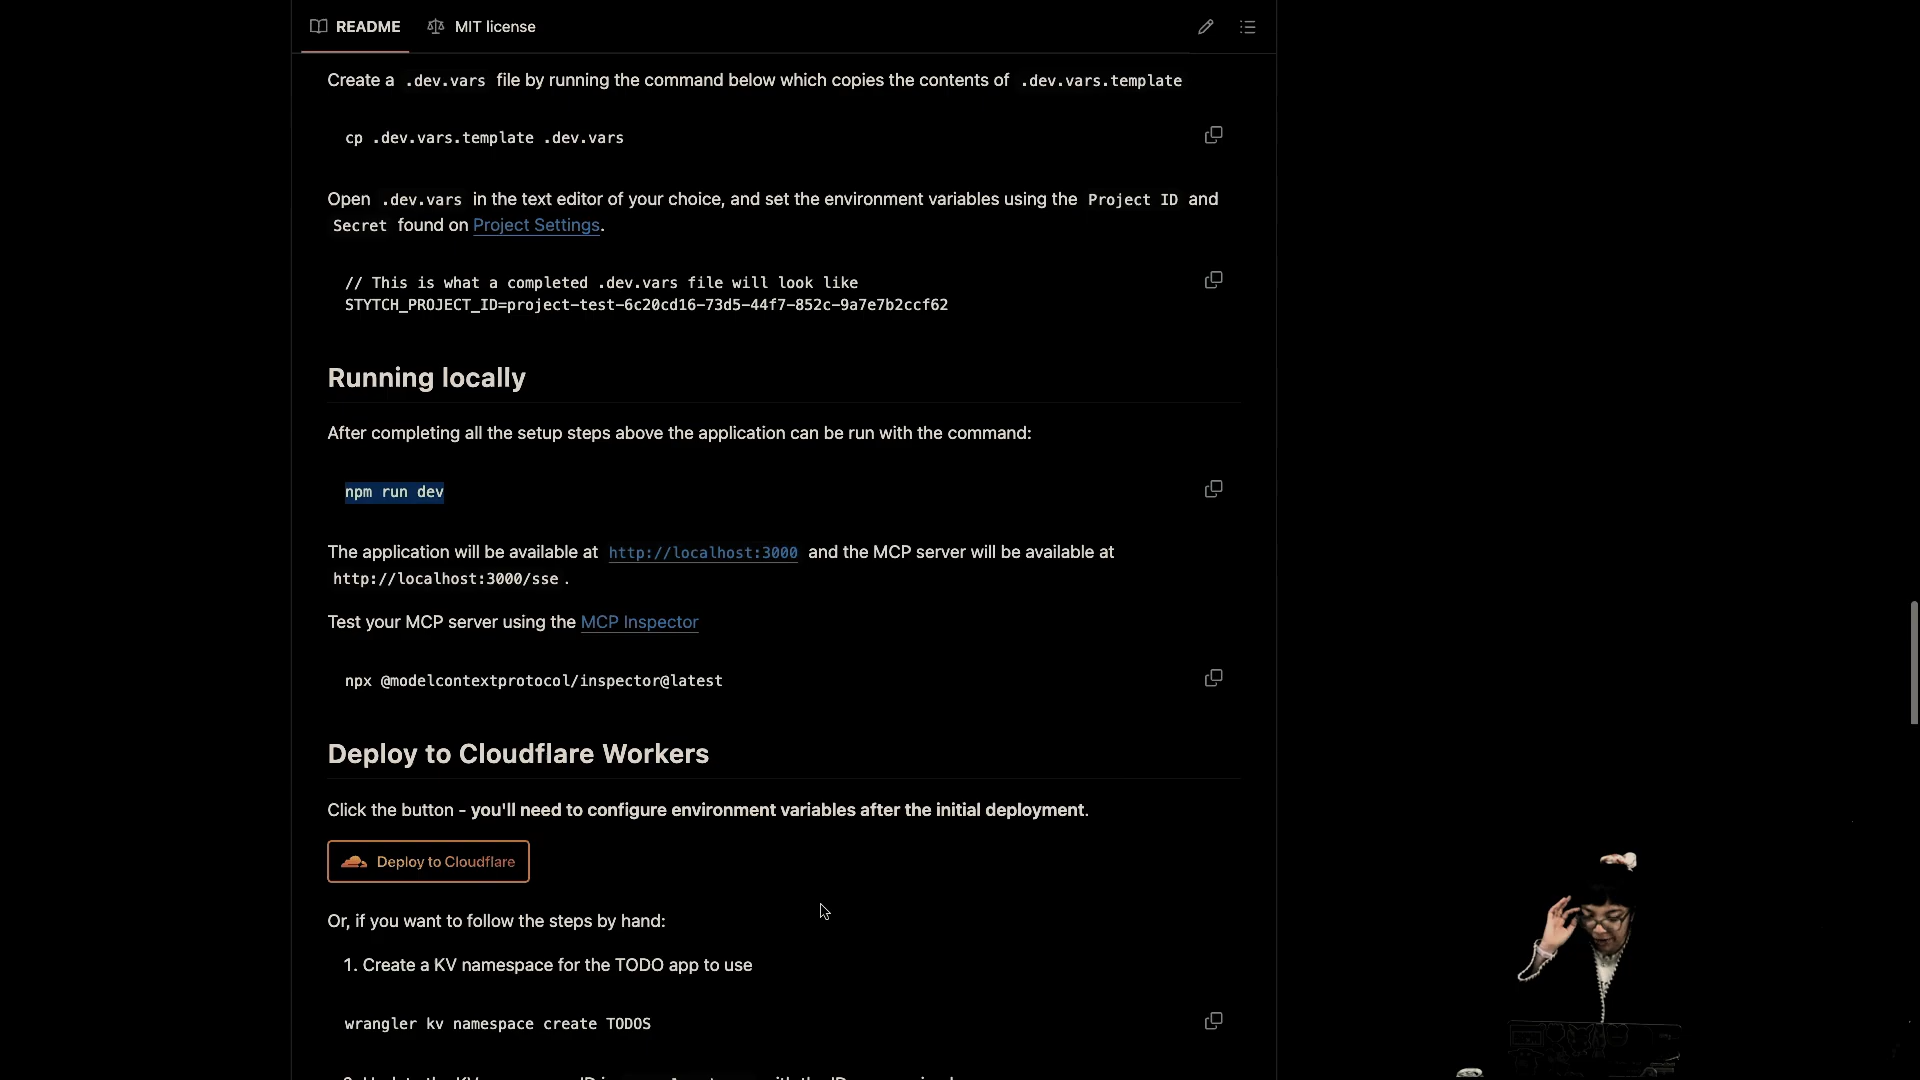 README MIT license
Create a .dev.vars file by running the command below which copies the contents of .dev.vars.template
cp .dev.vars.template .dev.vars
Open .dev.vars in the text editor of your choice, and set the environment variables using the Project ID and
Secret found on Project Settings.
// This is what a completed .dev.vars file will look like
STYTCH_PROJECT_ID=project-test-6c20cd16-73d5-44f7-852c-9a7e7b2ccf62
Running locally
After completing all the setup steps above the application can be run with the command:
npm run dev
The application will be available at http://localhost:3000 and the MCP server will be available at
http://localhost:3000/sse .
Test your MCP server using the MCP Inspector
npx @modelcontextprotocol/inspector@latest
Deploy to Cloudflare Workers
Click the button - you'll need to configure environment variables after the initial deployment.
Deploy to Cloudflare
Or, if you want to follow the steps by hand:
1. Create a KV namespace for the TODO app to use
wrangler kv namespace create TODOS